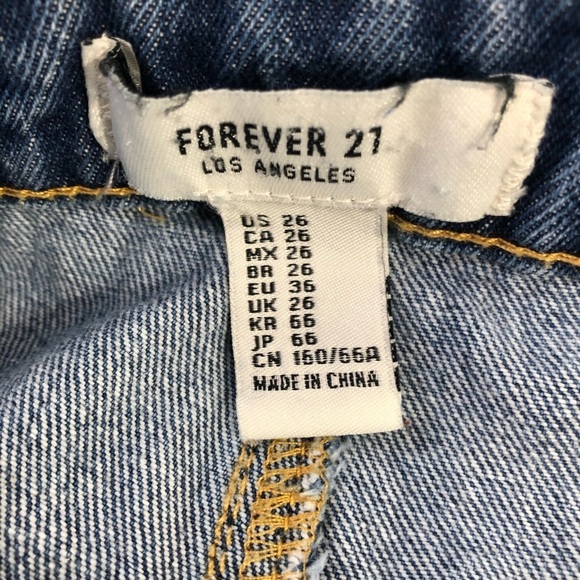 FOREVER 21
LOS ANGELES
US 26
CA 26
MX 26
BR 26
EU 36
UK 26
KR 66
JP 66
CN 160/66A
MADE IN CHINA